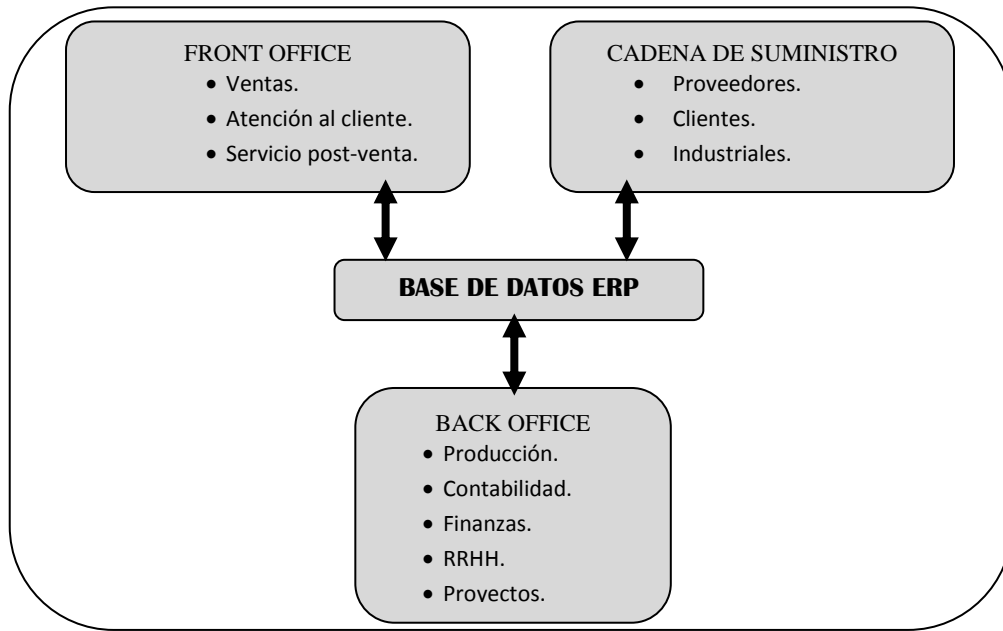 FRONT OFFICE
• Ventas.
• Atención al cliente.
• Servicio post-venta.
CADENA DE SUMINISTRO
• Proveedores.
• Clientes.
• Industriales.
BASE DE DATOS ERP
BACK OFFICE
• Producción.
• Contabilidad.
• Finanzas.
• RRHH.
• Proyectos.